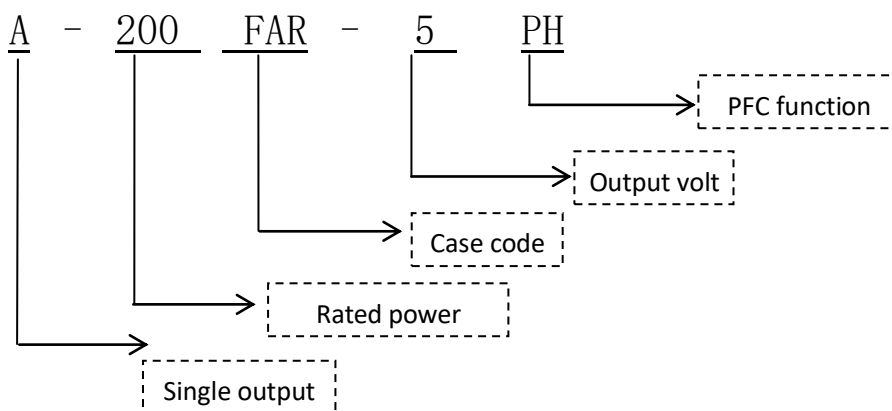 A - 200 FAR - 5 PH
PFC function
Output volt
Case code
Rated power
Single output